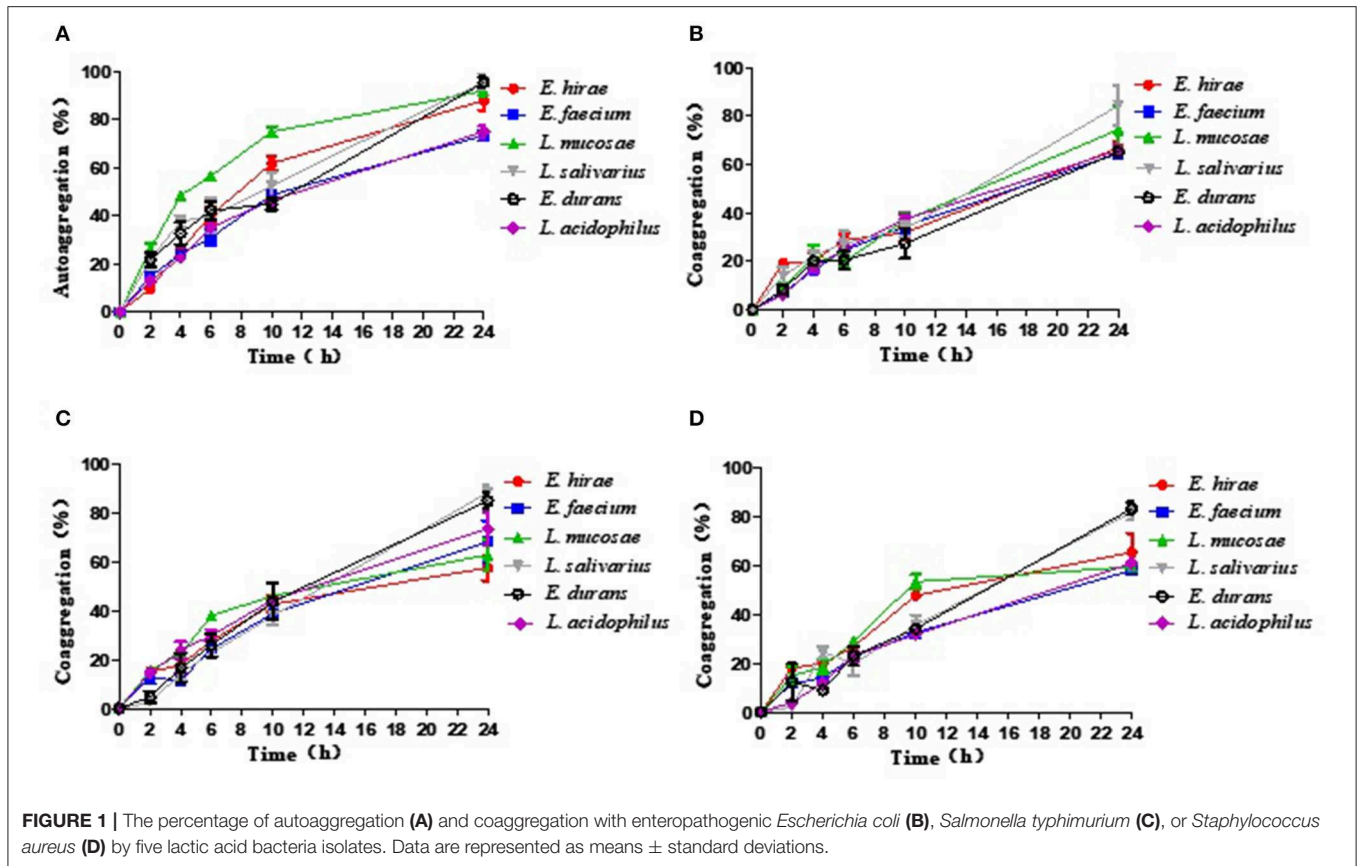 A
Autoaggregation (%)
100
80
60
40
20
0
0 2 4 6 8 10 12 14 16 18 20 22 24
Time ( h )
E. hirae
E. faecium
L. mucosae
L. salivarius
E. durans
L. acidophilus
B
Coaggregation (%)
100
80
60
40
20
0
0 2 4 6 8 10 12 14 16 18 20 22 24
Time ( h )
E. hirae
E. faecium
L. mucosae
L. salivarius
E. durans
L. acidophilus
C
Coaggregation (%)
100
80
60
40
20
0
0 2 4 6 8 10 12 14 16 18 20 22 24
Time ( h )
E. hirae
E. faecium
L. mucosae
L. salivarius
E. durans
L. acidophilus
D
Coaggregation (%)
100
80
60
40
20
0
0 2 4 6 8 10 12 14 16 18 20 22 24
Time ( h )
E. hirae
E. faecium
L. mucosae
L. salivarius
E. durans
L. acidophilus
FIGURE 1 | The percentage of autoaggregation (A) and coaggregation with enteropathogenic Escherichia coli (B), Salmonella typhimurium (C), or Staphylococcus
aureus (D) by five lactic acid bacteria isolates. Data are represented as means ± standard deviations.